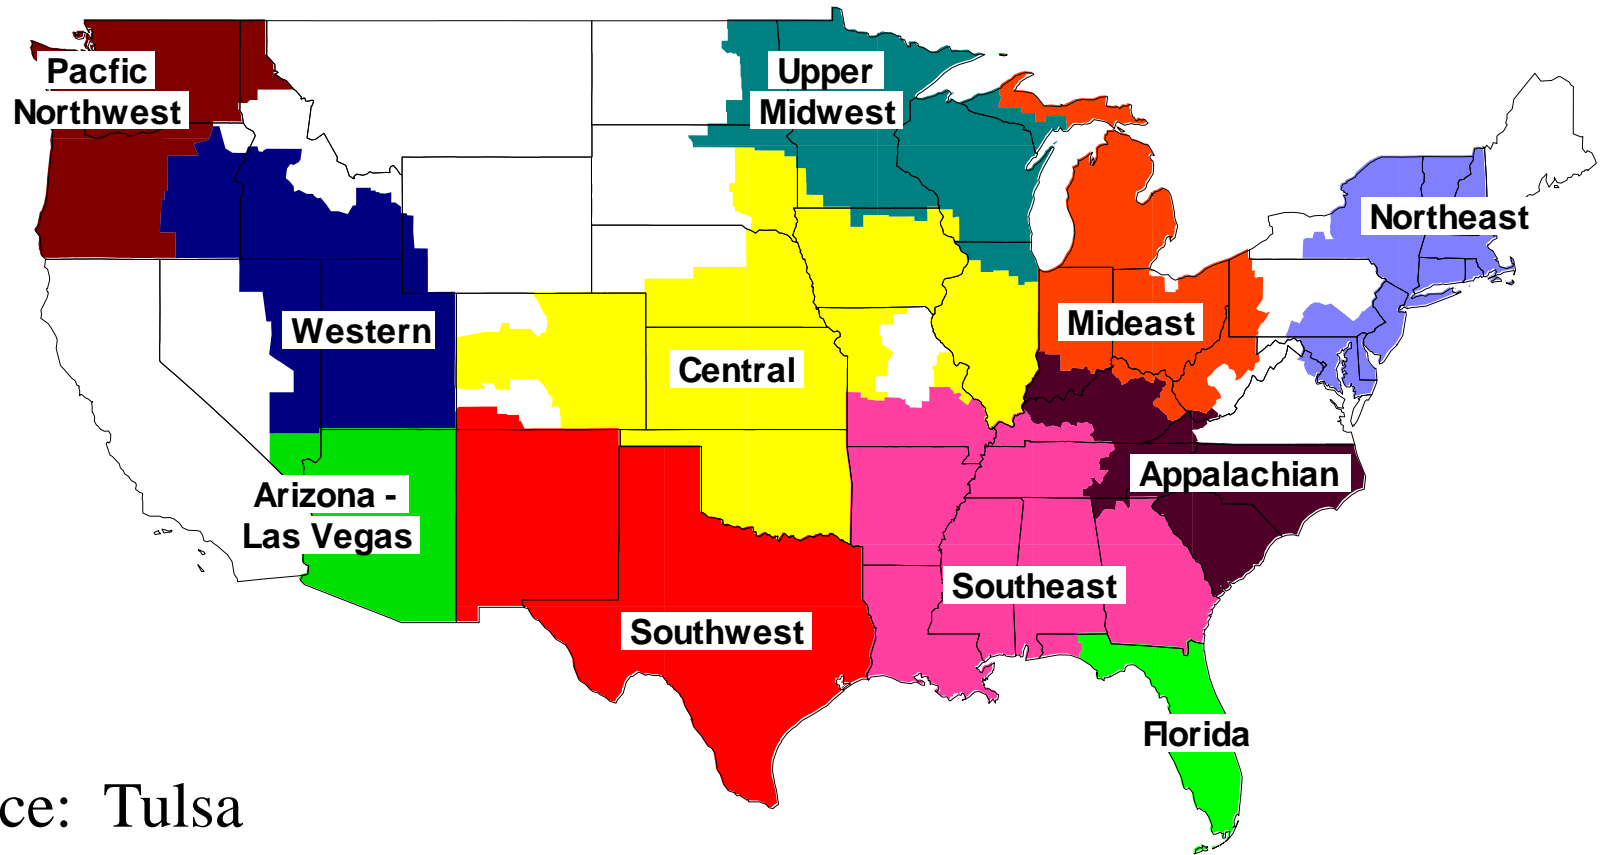 Pacfic
Northwest
Upper
Midwest
Northeast
Western
Mideast
Central
Appalachian
Arizona -
Las Vegas
Southeast
Southwest
Florida
ce: Tulsa